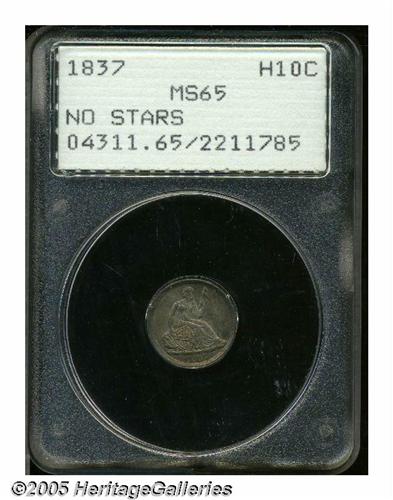 1837 H10C
MS65
NO STARS
04311.65/2211785
©2005 HeritageGalleries